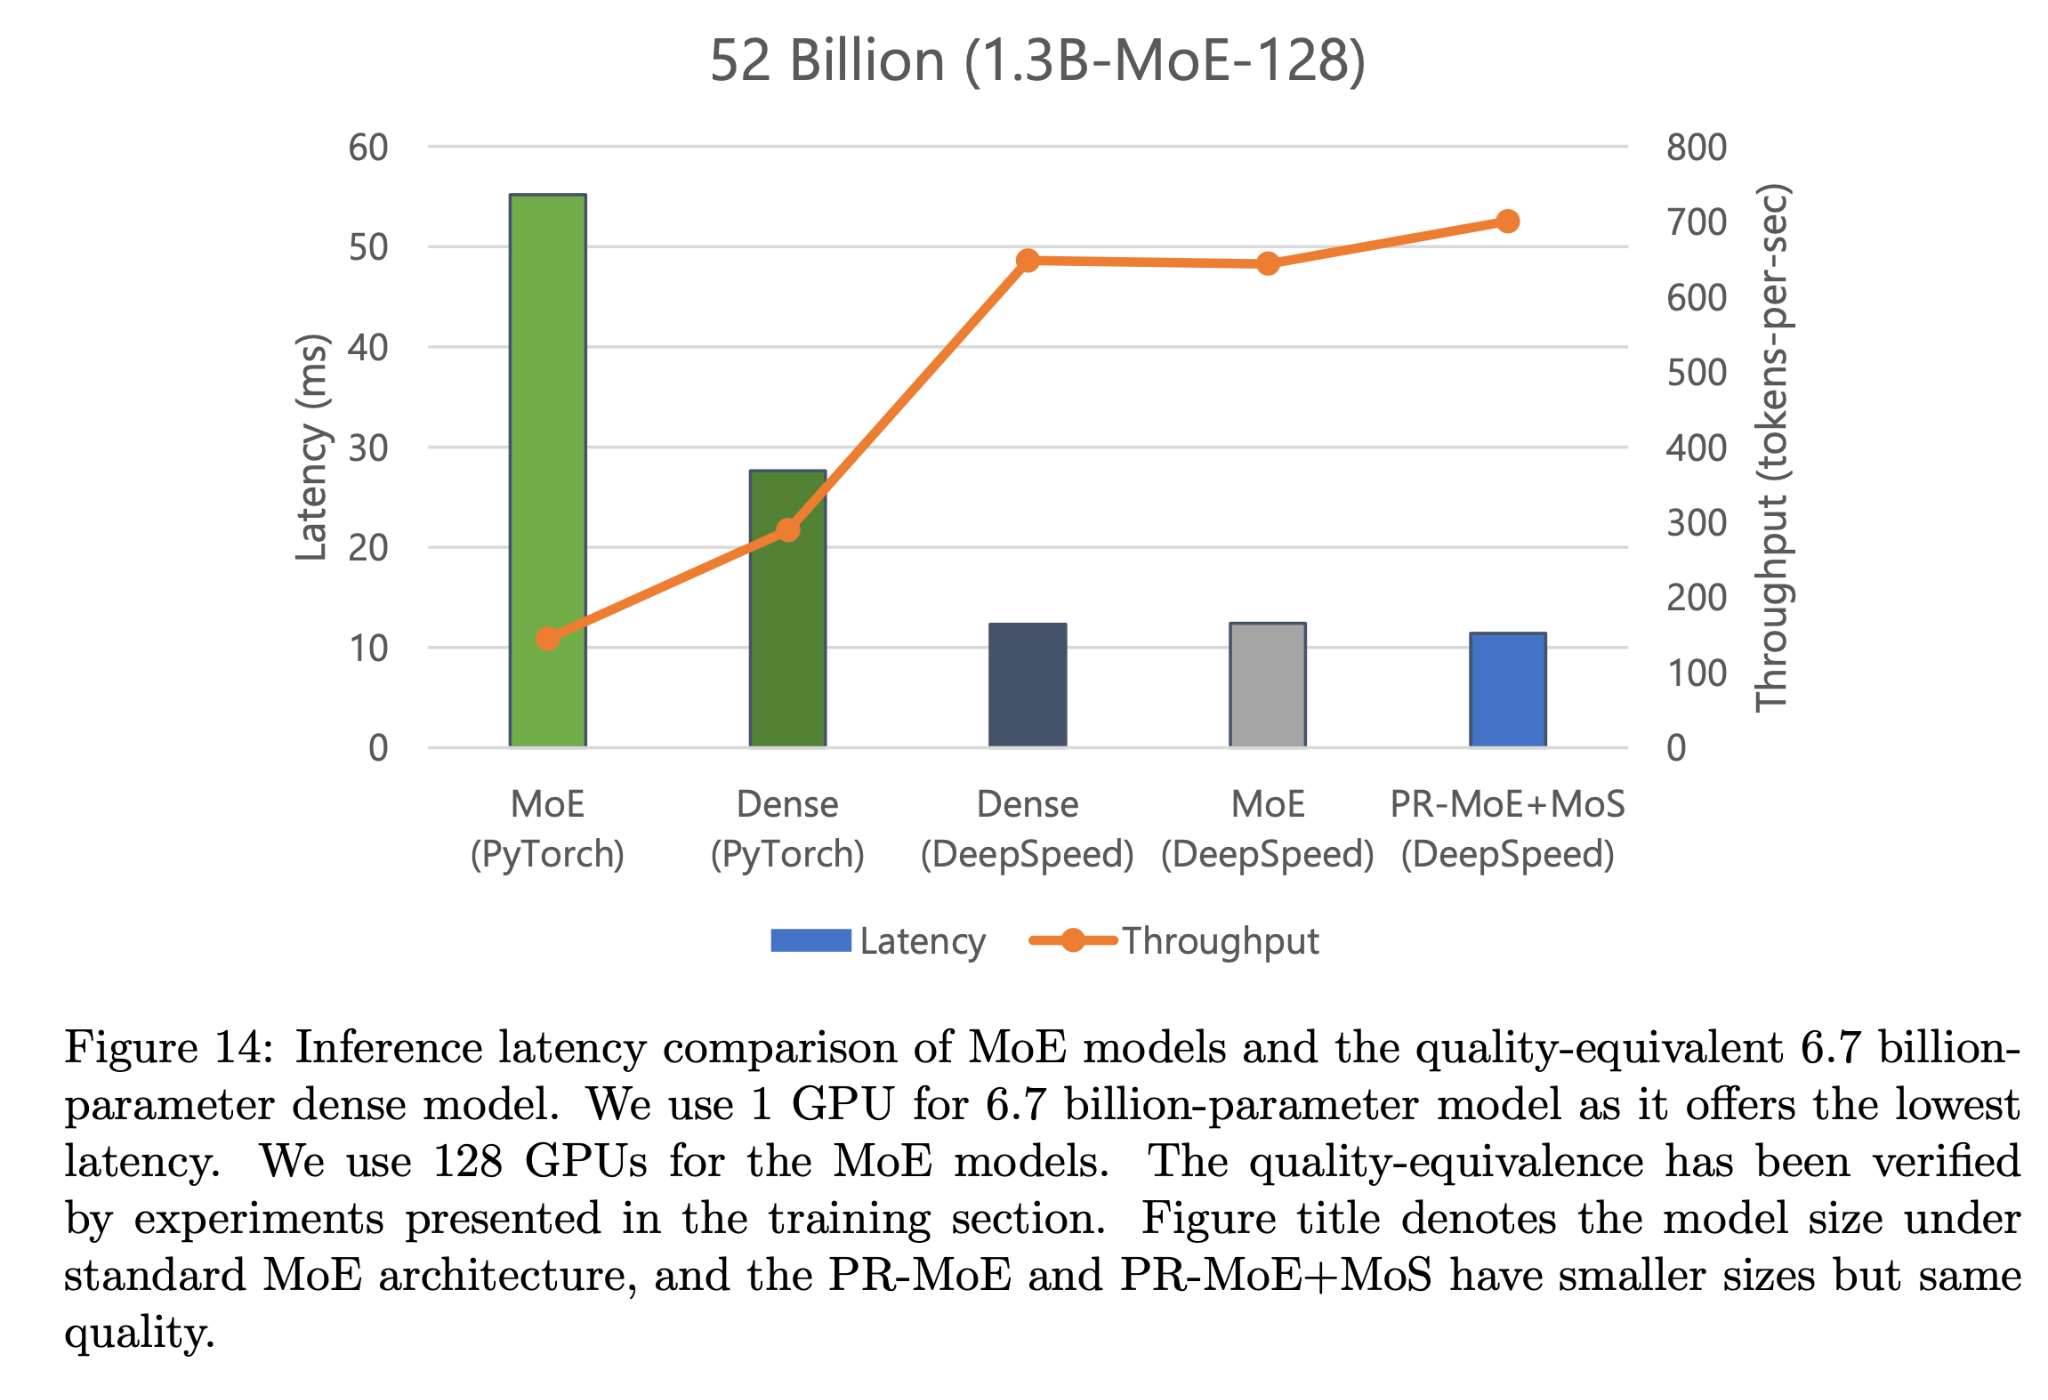 52 Billion (1.3B-MoE-128)
60
50
40
30
20
10
0
Latency (ms)
800
700
600
500
400
300
200
100
0
Throughput (tokens-per-sec)
MoE
(PyTorch)
Dense
(PyTorch)
Dense
(DeepSpeed)
MoE
(DeepSpeed)
PR-MoE+MoS
(DeepSpeed)
Latency
Throughput
Figure 14: Inference latency comparison of MoE models and the quality-equivalent 6.7 billion-
parameter dense model. We use 1 GPU for 6.7 billion-parameter model as it offers the lowest
latency. We use 128 GPUs for the MoE models. The quality-equivalence has been verified
by experiments presented in the training section. Figure title denotes the model size under
standard MoE architecture, and the PR-MoE and PR-MoE+MoS have smaller sizes but same
quality.